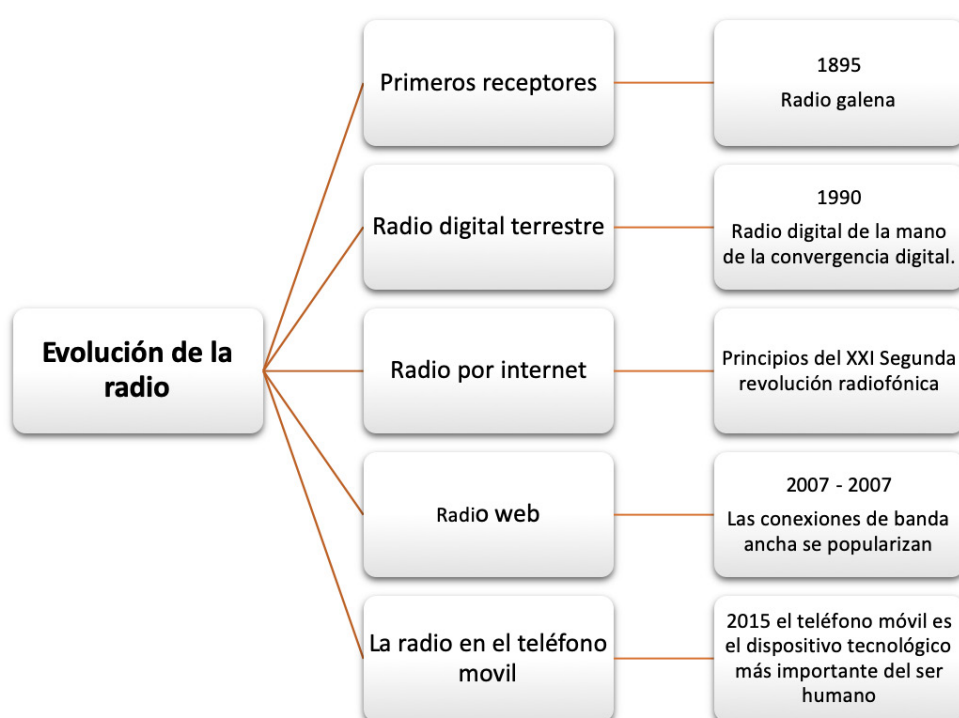 Evolución de la
radio
Primeros receptores
1895
Radio galena
Radio digital terrestre
1990
Radio digital de la mano
de la convergencia digital.
Radio por internet
Principios del XXI Segunda
revolución radiofónica
Radio web
2007 - 2007
Las conexiones de banda
ancha se popularizan
La radio en el teléfono
movil
2015 el teléfono móvil es
el dispositivo tecnológico
más importante del ser
humano